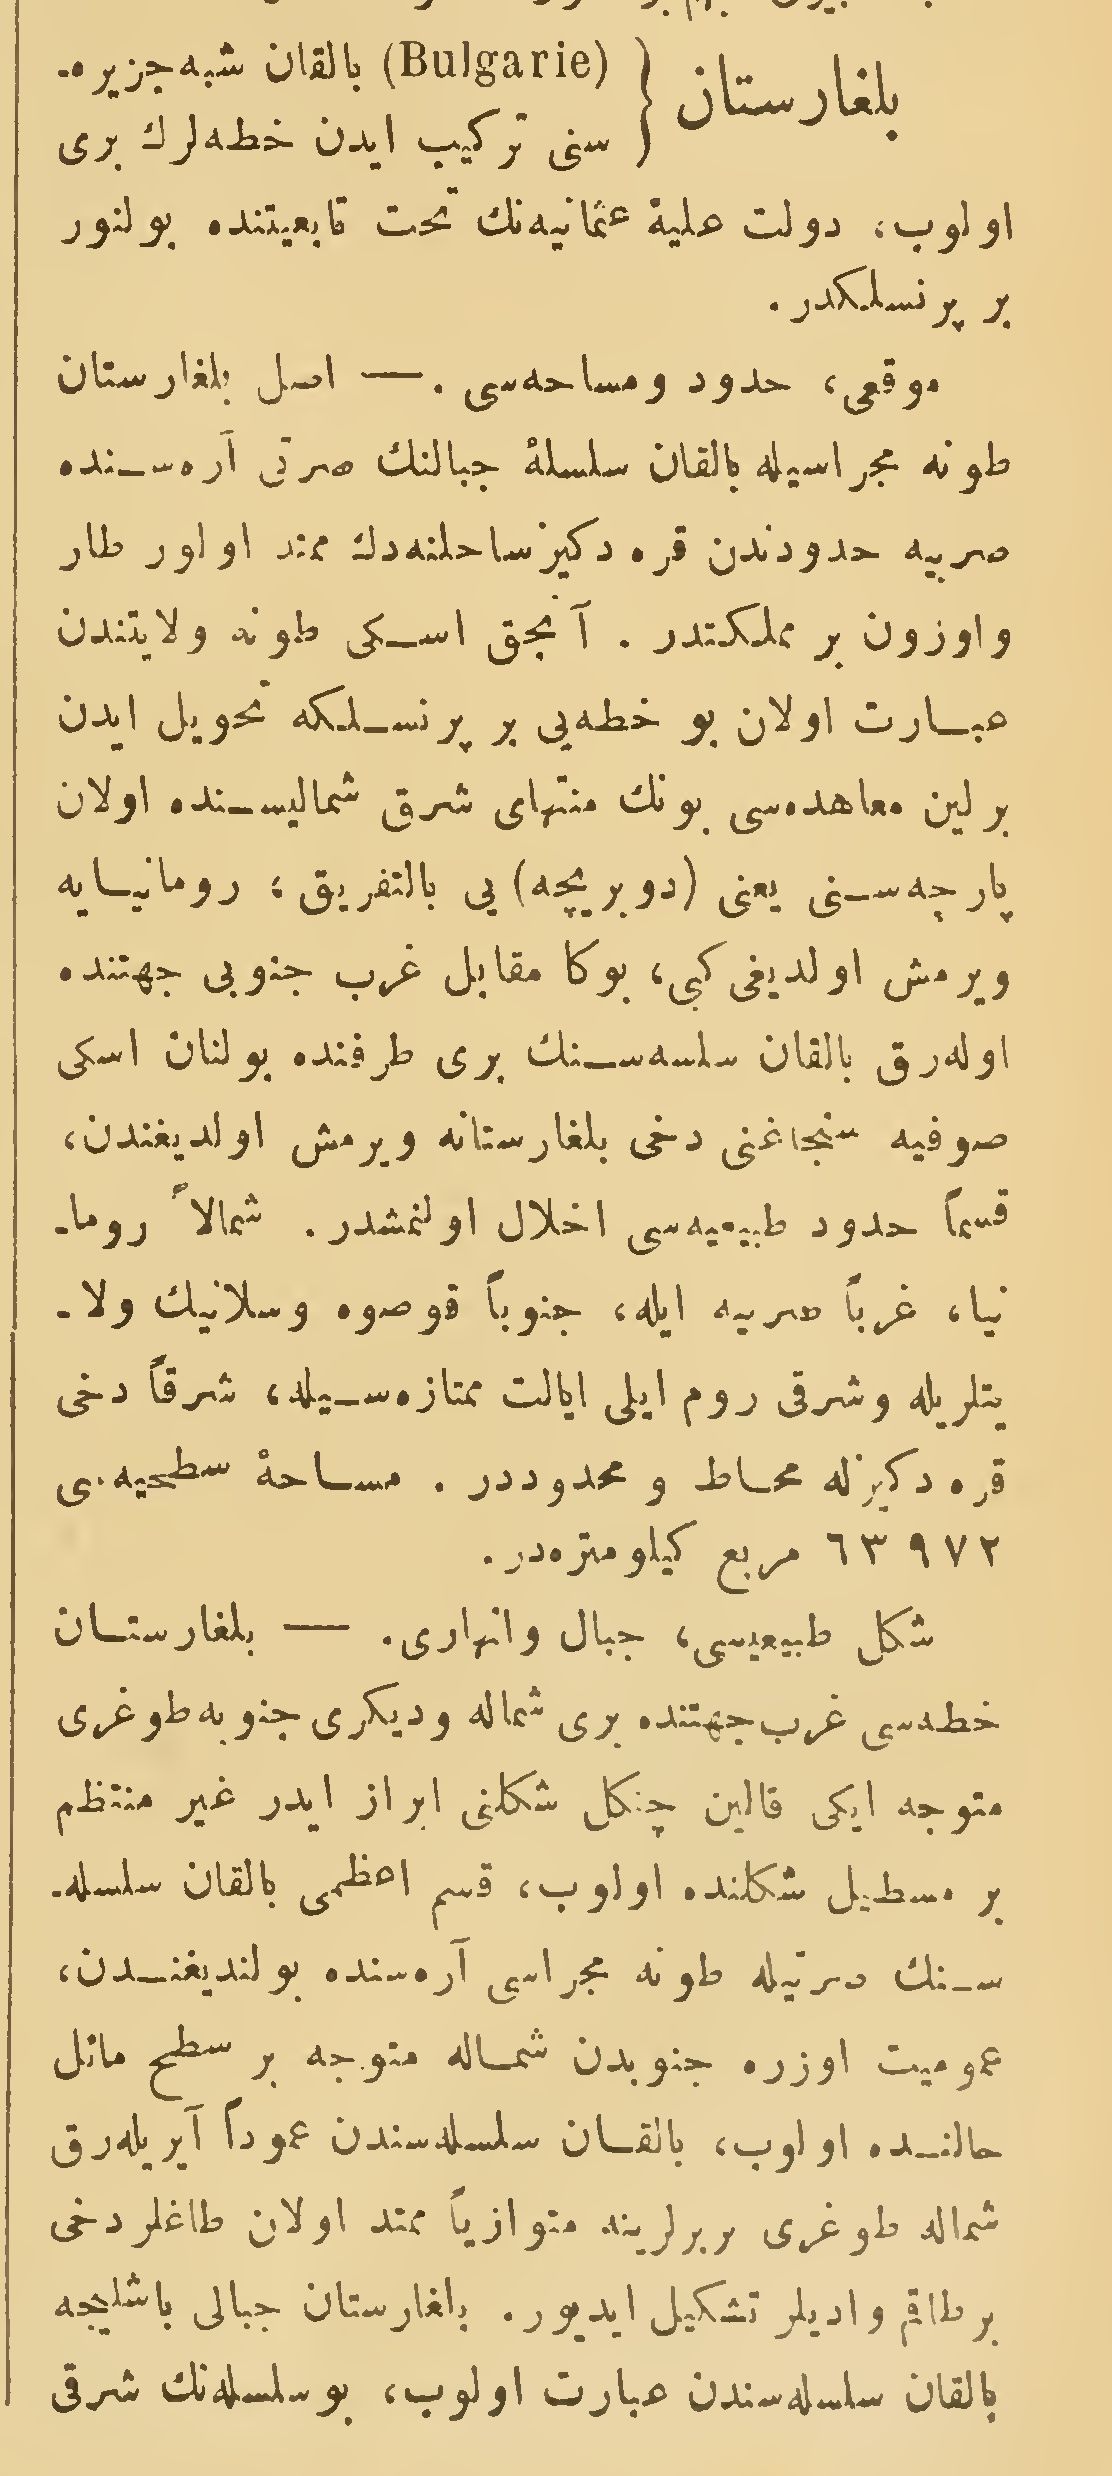 بلغارستان { (Bulgarie) بالقان شبه‌جزیره‌-
سنی ترکیب ایدن خطه‌لرك بری
اولوب، دولت علیهٔ عثمانیه‌نك تحت تابعیتنده بولنور
بر پرنسلکدر.
موقعی، حدود ومساحه‌سی. — اصل بلغارستان
طونه مجراسیله بالقان سلسلهٔ جبالنك صرتی آره‌سنده
صربیه حدودندن قره دکیزساحلنه‌دك ممتد اولور طار
واوزون بر مملکتدر. آنجق اسکی طونه ولایتندن
عبارت اولان بو خطه‌یی بر پرنسلکه تحویل ایدن
برلین معاهده‌سی بونك منتهای شرق شمالیسنده اولان
پارچه‌سنی یعنی (دوبریجه) یی بالتفریق؛ رومانیایه
ویرمش اولدیغی کبی، بوکا مقابل غرب جنوبی جهتنده
اوله‌رق بالقان سلسه‌سنك بری طرفنده بولنان اسکی
صوفیه سنجاغنی دخی بلغارستانه ویرمش اولدیغندن،
قسماً حدود طبیعیه‌سی اخلال اولنمشدر. شمالاً روما-
نیا، غرباً صربیه ایله، جنوباً قوصوه وسلانیك ولا-
یتلریله وشرقی روم ایلی ایالت ممتازه‌سیله، شرقاً دخی
قره دکیزله محاط و محدوددر. مساحهٔ سطحیه‌سی
٦٣٩٧٢ مربع کیلومتره‌در.
شکل طبیعیسی، جبال وانهاری. — بلغارستان
خطه‌سی غرب جهتنده بری شماله ودیکری جنوبه طوغری
متوجه ایکی قالین چنکل شکلنی ابراز ایدر غیر منتظم
بر مسطیل شکلنده اولوب، قسم اعظمی بالقان سلسله-
سنك صرتیله طونه مجراسی آره‌سنده بولندیغندن،
عمومیت اوزره جنوبدن شماله متوجه بر سطح مائل
حالنده اولوب، بالقان سلسله‌سندن عموداً آیریله‌رق
شماله طوغری بربرلرینه متوازیاً ممتد اولان طاغلر دخی
برطاقم وادیلر تشکیل ایدیور. بلغارستان جبالی باشلیجه
بالقان سلسله‌سندن عبارت اولوب، بوسلسله‌نك شرقی